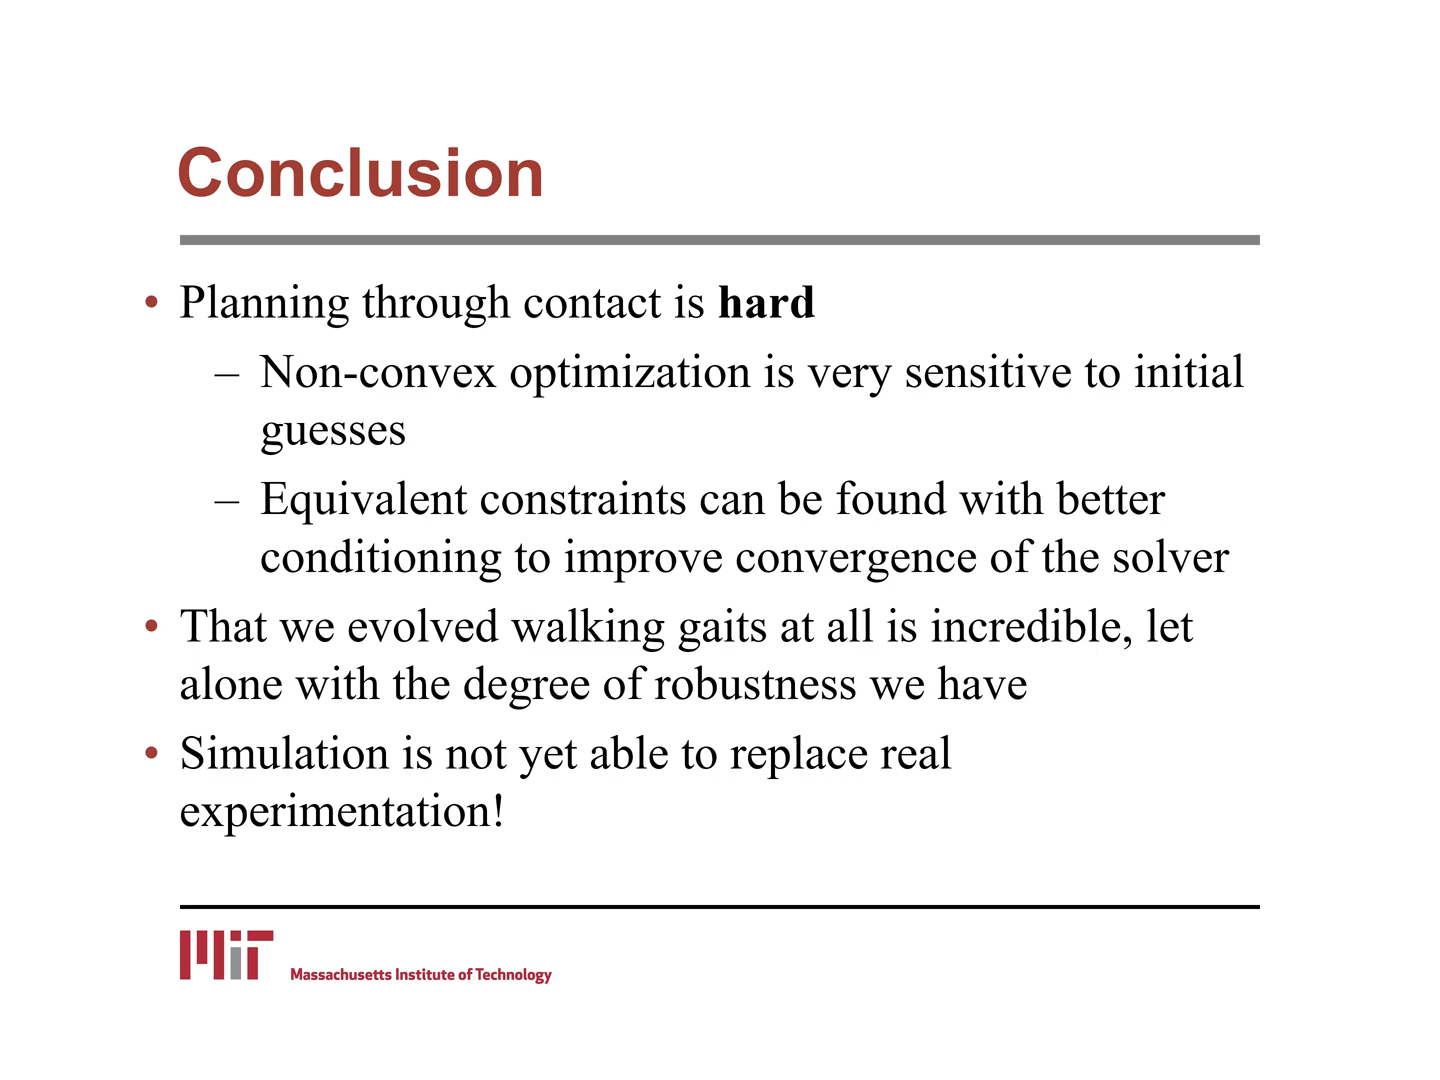 Conclusion
• Planning through contact is hard
– Non-convex optimization is very sensitive to initial
guesses
– Equivalent constraints can be found with better
conditioning to improve convergence of the solver
• That we evolved walking gaits at all is incredible, let
alone with the degree of robustness we have
• Simulation is not yet able to replace real
experimentation!
MIT Massachusetts Institute of Technology